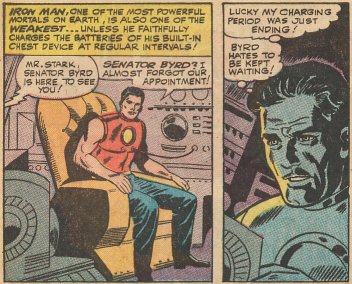 IRON MAN, ONE OF THE MOST POWERFUL
MORTALS ON EARTH, IS ALSO ONE OF THE
WEAKEST... UNLESS HE FAITHFULLY
CHARGES THE BATTERIES OF HIS BUILT-IN
CHEST DEVICE AT REGULAR INTERVALS!
MR. STARK,
SENATOR BYRD
IS HERE TO SEE
YOU!
SENATOR BYRD? I
ALMOST FORGOT OUR
APPOINTMENT!
LUCKY MY CHARGING
PERIOD WAS JUST
ENDING!
BYRD
HATES TO
BE KEPT
WAITING!